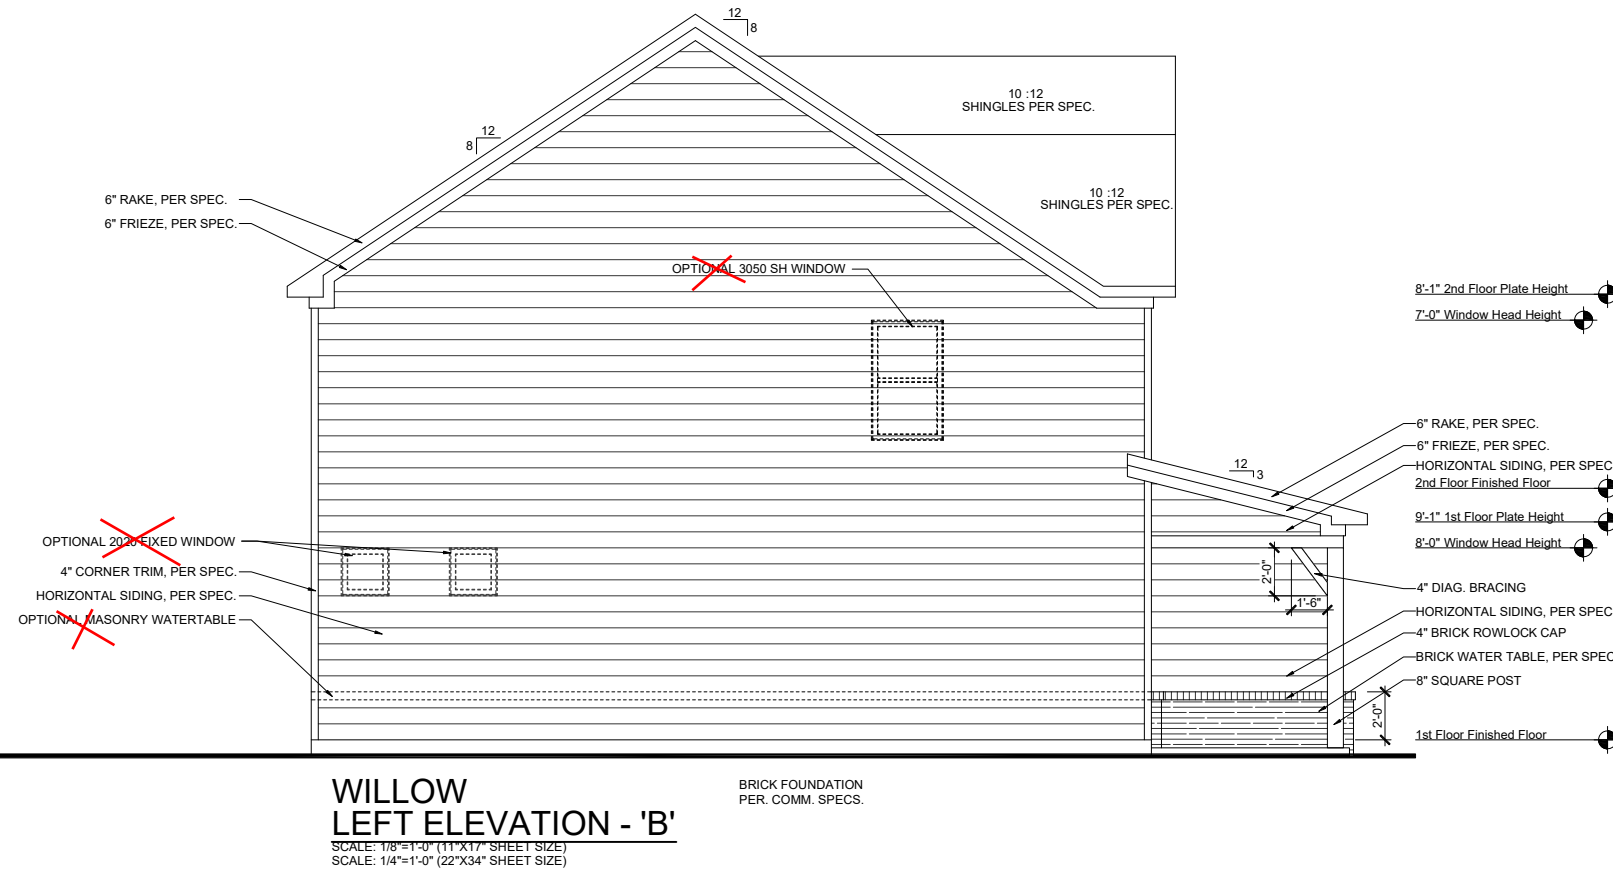 12
8
10 :12
SHINGLES PER SPEC.
12
8
10 :12
SHINGLES PER SPEC.
6" RAKE, PER SPEC.
6" FRIEZE, PER SPEC.
OPTIONAL 3050 SH WINDOW
8'-1" 2nd Floor Plate Height
7'-0" Window Head Height
6" RAKE, PER SPEC.
6" FRIEZE, PER SPEC.
HORIZONTAL SIDING, PER SPEC
12
3
2nd Floor Finished Floor
9'-1" 1st Floor Plate Height
8'-0" Window Head Height
OPTIONAL 2020 FIXED WINDOW
4" CORNER TRIM, PER SPEC.
HORIZONTAL SIDING, PER SPEC.
OPTIONAL MASONRY WATERTABLE
2'-0"
1'-6"
4" DIAG. BRACING
HORIZONTAL SIDING, PER SPEC
4" BRICK ROWLOCK CAP
BRICK WATER TABLE, PER SPEC
8" SQUARE POST
2'-0"
1st Floor Finished Floor
WILLOW
LEFT ELEVATION - 'B'
SCALE: 1/8"=1'-0" (11"X17" SHEET SIZE)
SCALE: 1/4"=1'-0" (22"X34" SHEET SIZE)
BRICK FOUNDATION
PER. COMM. SPECS.